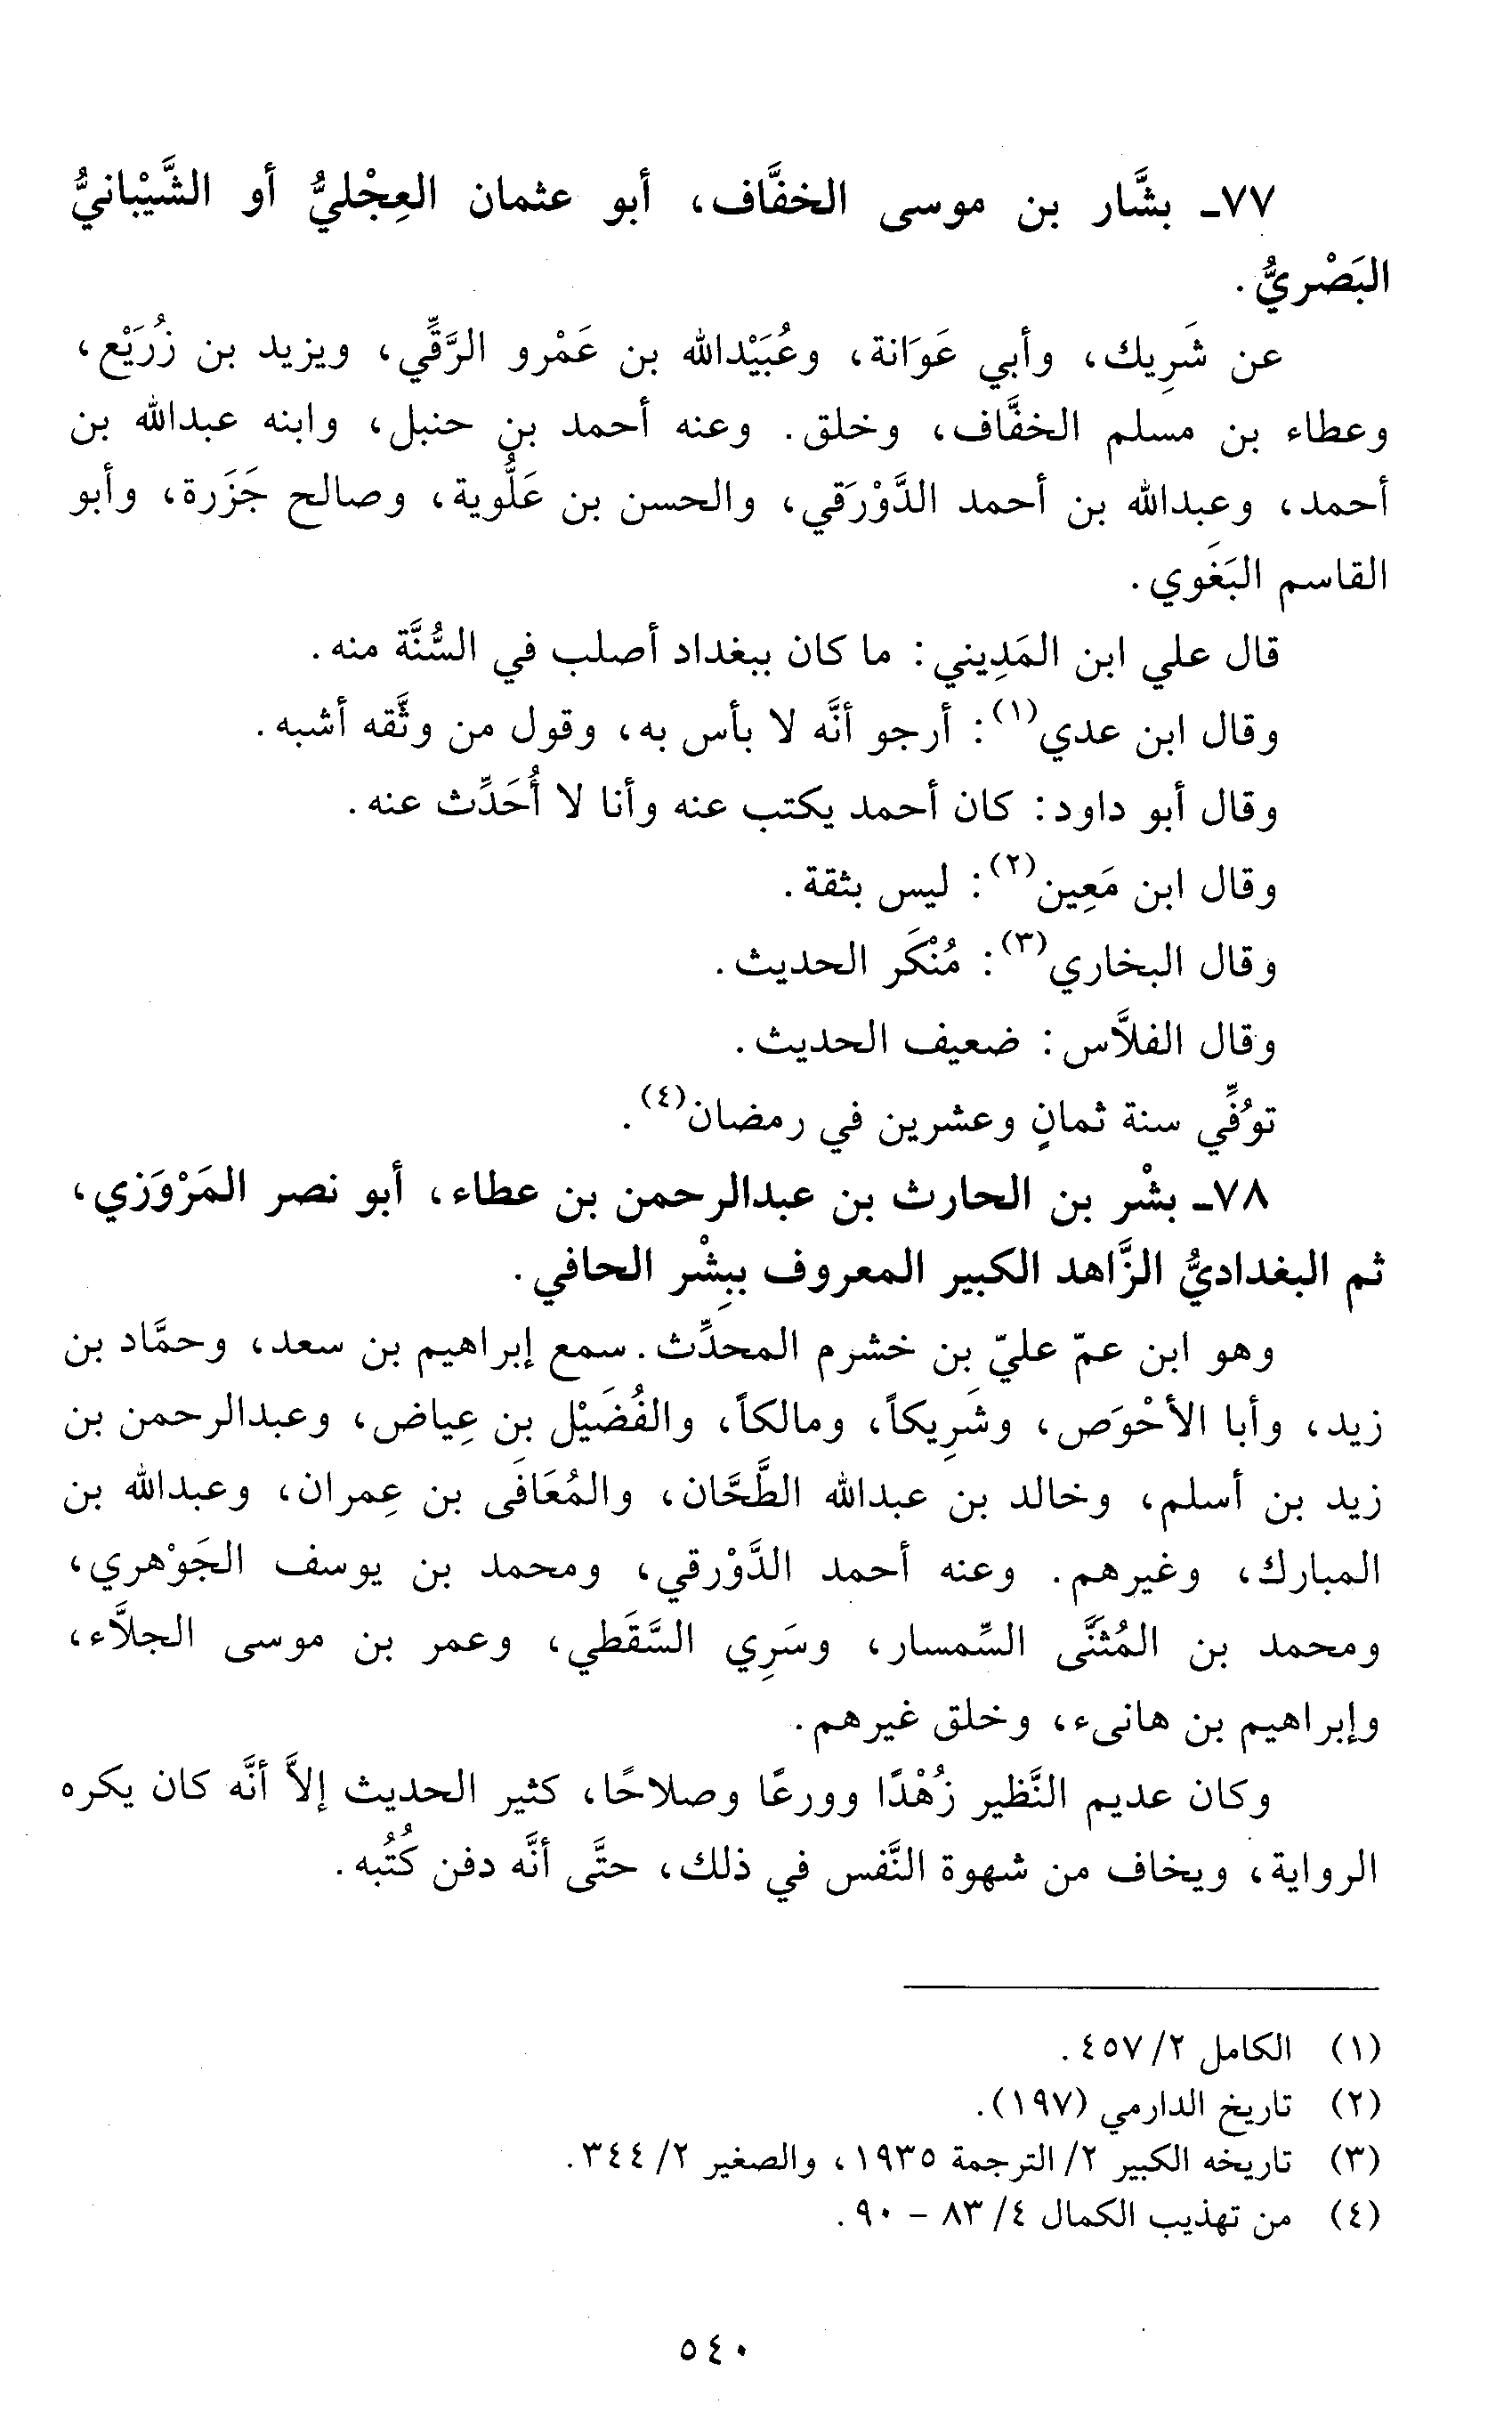 ٧٧ـ بشَّار بن موسى الخفَّاف، أبو عثمان العِجْليُّ أو الشَّيْبانيُّ
البَصْريُّ.
عن شَرِيك، وأبي عَوَانة، وعُبَيْدالله بن عَمْرو الرَّقِّي، ويزيد بن زُرَيْع،
وعطاء بن مسلم الخفَّاف، وخلق. وعنه أحمد بن حنبل، وابنه عبدالله بن
أحمد، وعبدالله بن أحمد الدَّوْرَقي، والحسن بن عَلُّوية، وصالح جَزَرة، وأبو
القاسم البَغَوي.
قال علي ابن المَدِيني: ما كان ببغداد أصلب في السُّنَّة منه.
وقال ابن عدي(١): أرجو أنَّه لا بأس به، وقول من وثَّقه أشبه.
وقال أبو داود: كان أحمد يكتب عنه وأنا لا أُحَدِّث عنه.
وقال ابن مَعِين(٢): ليس بثقة.
وقال البخاري(٣): مُنْكَر الحديث.
وقال الفلاَّس: ضعيف الحديث.
توُفِّي سنة ثمانٍ وعشرين في رمضان(٤).
٧٨ـ بشْر بن الحارث بن عبدالرحمن بن عطاء، أبو نصر المَرْوَزي،
ثم البغداديُّ الزَّاهد الكبير المعروف ببِشْر الحافي.
وهو ابن عمّ عليّ بن خشرم المحدِّث. سمع إبراهيم بن سعد، وحمَّاد بن
زيد، وأبا الأحْوَص، وشَرِيكاً، ومالكاً، والفُضَيْل بن عِياض، وعبدالرحمن بن
زيد بن أسلم، وخالد بن عبدالله الطَّحَّان، والمُعَافَى بن عِمران، وعبدالله بن
المبارك، وغيرهم. وعنه أحمد الدَّوْرقي، ومحمد بن يوسف الجَوْهري،
ومحمد بن المُثنَّى السِّمسار، وسَرِي السَّقَطي، وعمر بن موسى الجلاَّء،
وإبراهيم بن هانىء، وخلق غيرهم.
وكان عديم النَّظير زُهْدًا وورعًا وصلاحًا، كثير الحديث إلاَّ أنَّه كان يكره
الرواية، ويخاف من شهوة النَّفس في ذلك، حتَّى أنَّه دفن كُتُبه.
(١) الكامل ٢/ ٤٥٧.
(٢) تاريخ الدارمي (١٩٧).
(٣) تاريخه الكبير ٢/ الترجمة ١٩٣٥، والصغير ٢/ ٣٤٤.
(٤) من تهذيب الكمال ٤/ ٨٣ - ٩٠.
٥٤٠